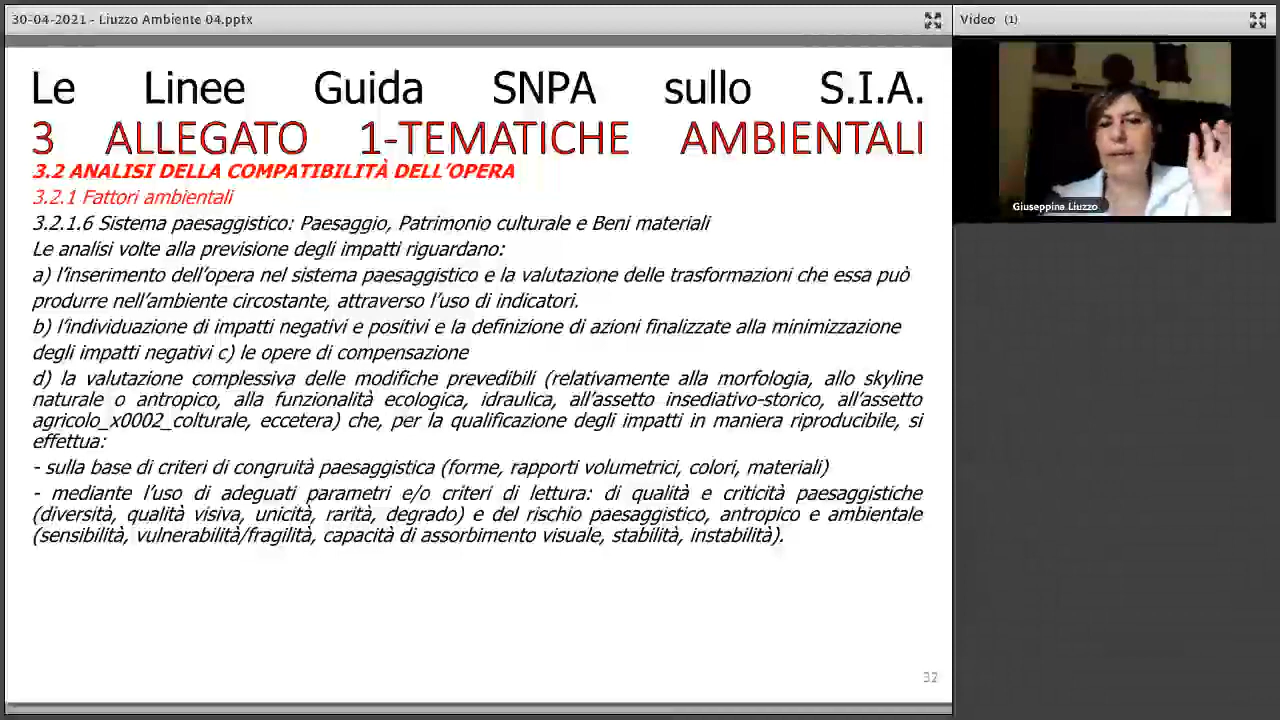 30-04-2021 - Liuzzo Ambiente 04.pptx
Video (1)
Le Linee Guida SNPA sullo S.I.A.
3 ALLEGATO 1-TEMATICHE AMBIENTALI
3.2 ANALISI DELLA COMPATIBILITÀ DELL'OPERA
3.2.1 Fattori ambientali
3.2.1.6 Sistema paesaggistico: Paesaggio, Patrimonio culturale e Beni materiali
Le analisi volte alla previsione degli impatti riguardano:
a) l'inserimento dell'opera nel sistema paesaggistico e la valutazione delle trasformazioni che essa può
produrre nell'ambiente circostante, attraverso l'uso di indicatori.
b) l'individuazione di impatti negativi e positivi e la definizione di azioni finalizzate alla minimizzazione
degli impatti negativi c) le opere di compensazione
d) la valutazione complessiva delle modifiche prevedibili (relativamente alla morfologia, allo skyline
naturale o antropico, alla funzionalità ecologica, idraulica, all'assetto insediativo-storico, all'assetto
agricolo_x0002_colturale, eccetera) che, per la qualificazione degli impatti in maniera riproducibile, si
effettua:
- sulla base di criteri di congruità paesaggistica (forme, rapporti volumetrici, colori, materiali)
- mediante l'uso di adeguati parametri e/o criteri di lettura: di qualità e criticità paesaggistiche
(diversità, qualità visiva, unicità, rarità, degrado) e del rischio paesaggistico, antropico e ambientale
(sensibilità, vulnerabilità/fragilità, capacità di assorbimento visuale, stabilità, instabilità).
32
Giuseppina Liuzzo